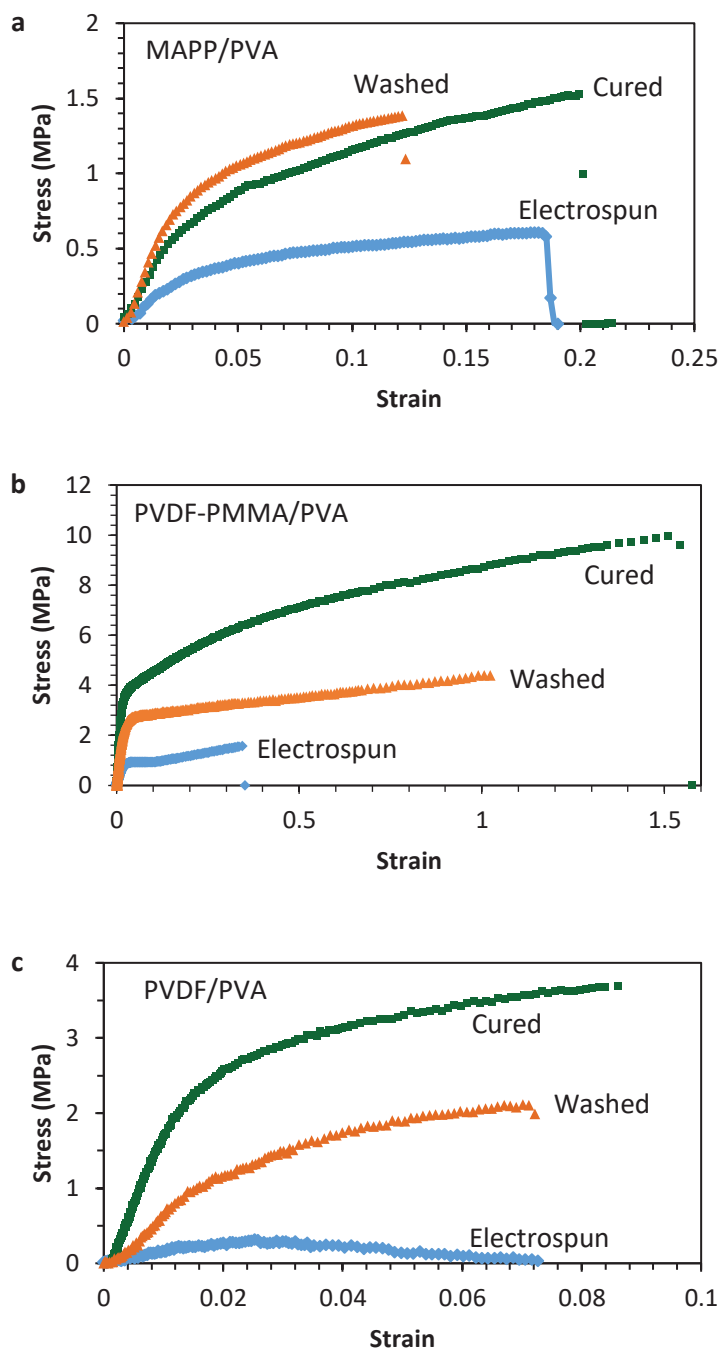 a
MAPP/PVA
Washed
Cured
Electrospun
Stress (MPa)
2
1.5
1
0.5
0
0 0.05 0.1 0.15 0.2 0.25
Strain
b
PVDF-PMMA/PVA
Cured
Washed
Electrospun
Stress (MPa)
12
10
8
6
4
2
0
0 0.5 1 1.5
Strain
c
PVDF/PVA
Cured
Washed
Electrospun
Stress (MPa)
4
3
2
1
0
0 0.02 0.04 0.06 0.08 0.1
Strain